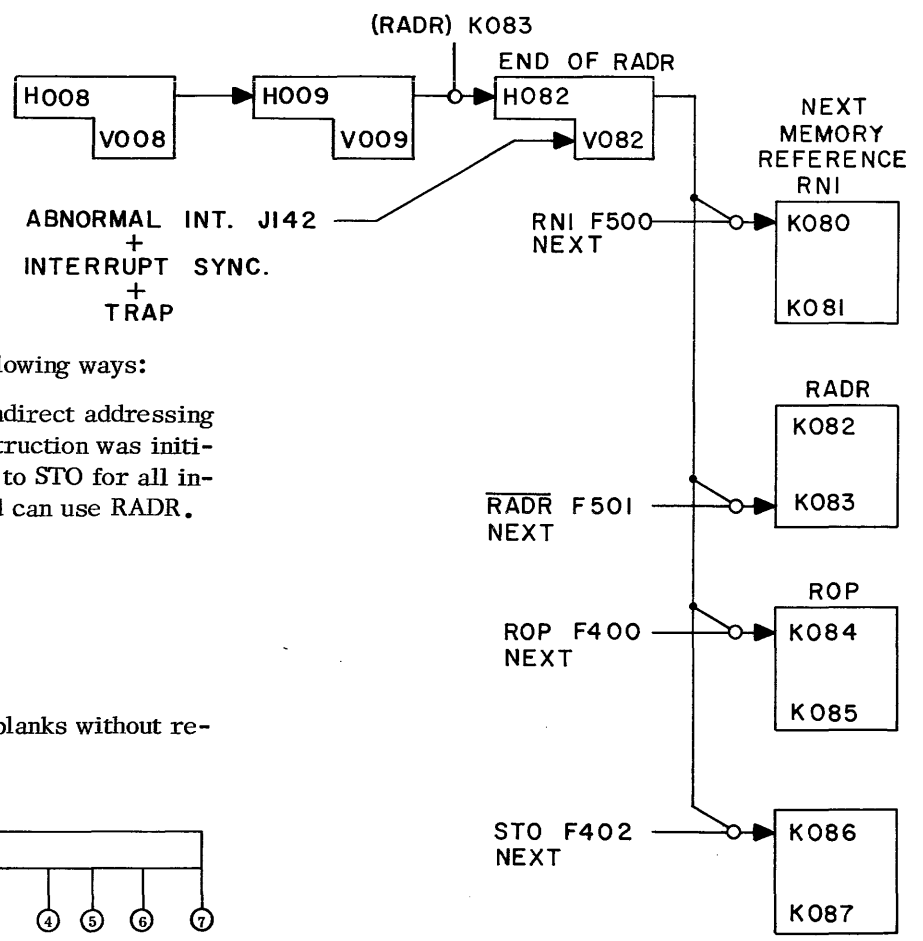 (RADR) K083
END OF RADR
H008
V008
H009
V009
H082
V082
NEXT
MEMORY
REFERENCE
RNI
ABNORMAL INT. J142
+
INTERRUPT SYNC.
+
TRAP
RNI F500
NEXT
K080
K081
lowing ways:
ndirect addressing
truction was initi-
to STO for all in-
d can use RADR.
RADR
K082
K083
RADR F501
NEXT
ROP
ROP F400
NEXT
K084
K085
planks without re-
STO F402
NEXT
K086
K087
4 5 6 7